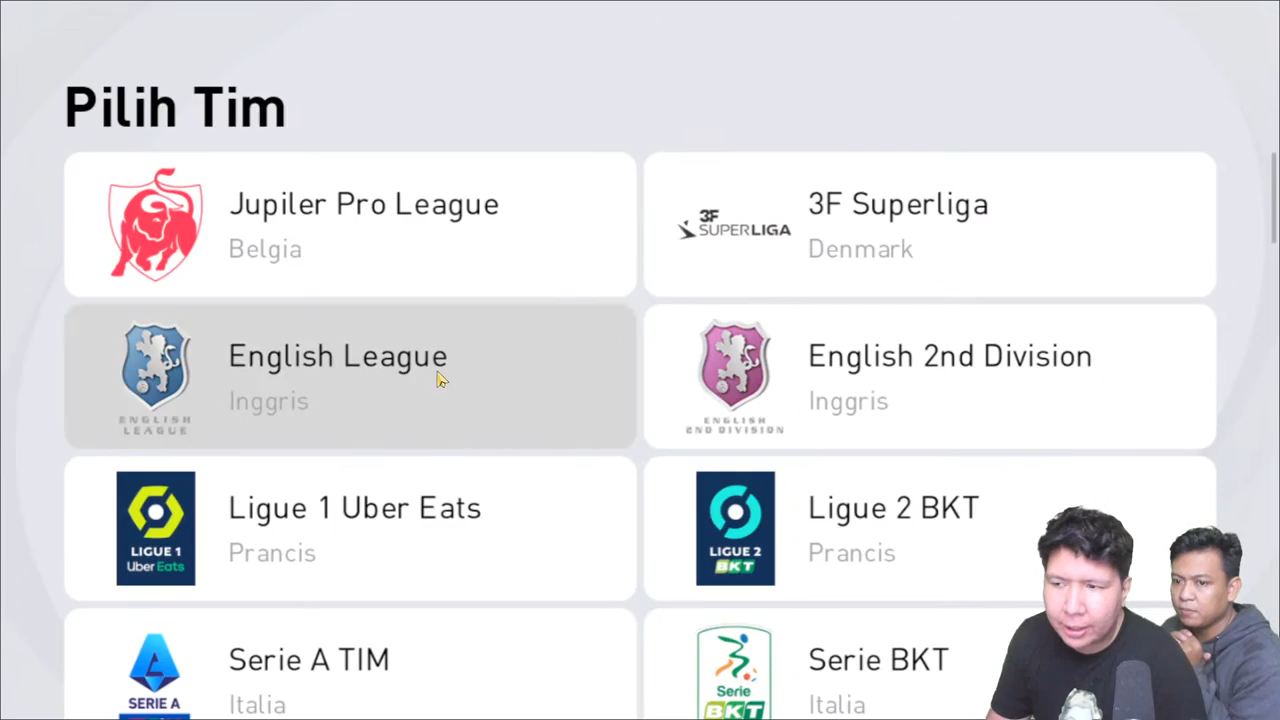 Pilih Tim
Jupiler Pro League
Belgia
3F
SUPERLIGA
3F Superliga
Denmark
ENGLISH
LEAGUE
English League
Inggris
ENGLISH
2ND DIVISION
English 2nd Division
Inggris
LIGUE 1
Uber Eats
Ligue 1 Uber Eats
Prancis
LIGUE 2
BKT
Ligue 2 BKT
Prancis
SERIE A
Serie A TIM
Italia
Serie
BKT
Serie BKT
Italia